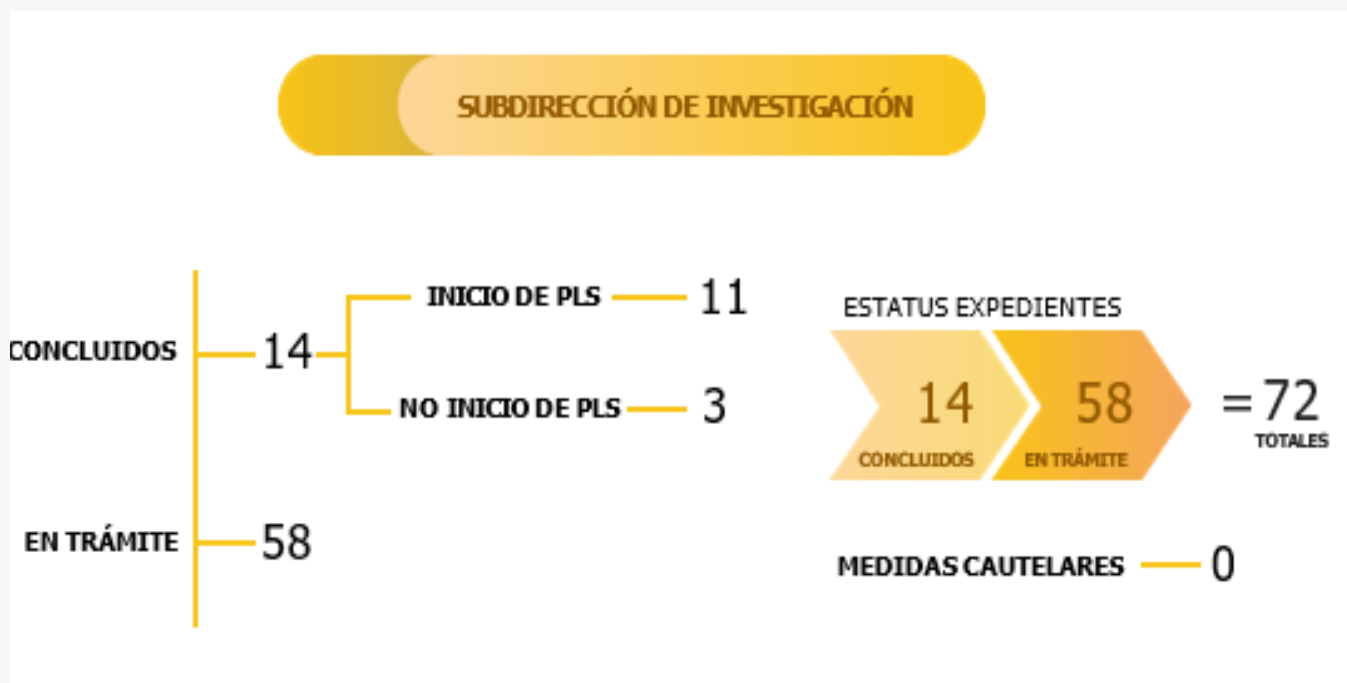 SUBDIRECCIÓN DE INVESTIGACIÓN
CONCLUIDOS 14
INICIO DE PLS 11
NO INICIO DE PLS 3
EN TRÁMITE 58
ESTATUS EXPEDIENTES
14 58 = 72
CONCLUIDOS EN TRÁMITE TOTALES
MEDIDAS CAUTELARES 0